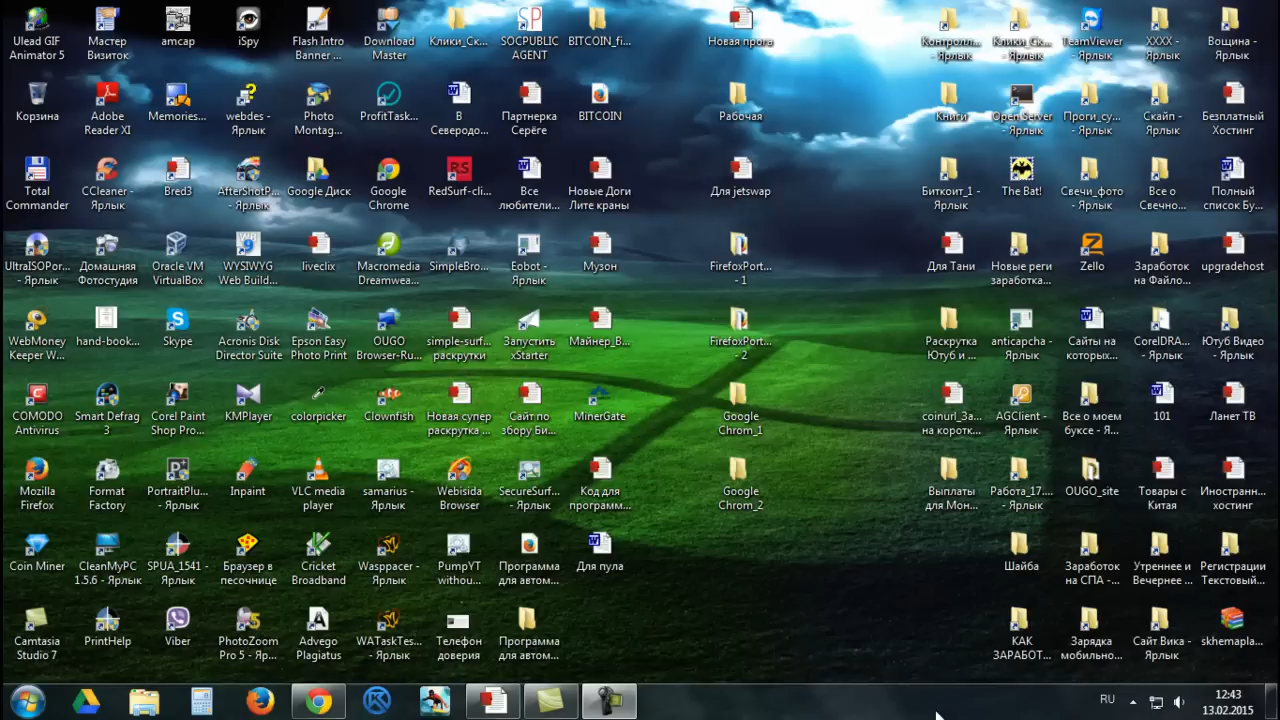 Ulead GIF
Animator 5
Мастер
Визиток
amcap
iSpy
Flash Intro
Banner ...
Download
Master
Клики_Ск...
SOCPUBLIC
AGENT
BITCOIN_fi...
Новая прога
Контролл...
- Ярлык
Клики_Ск...
- Ярлык
TeamViewer
- Ярлык
XXXX -
Ярлык
Вощина -
Ярлык
Корзина
Adobe
Reader XI
Memories...
webdes -
Ярлык
Photo
Montag...
ProfitTask...
В
Северодо...
Партнерка
Серёге
BITCOIN
Рабочая
Книги
Open Server
- Ярлык
Проги_су...
- Ярлык
Скайп -
Ярлык
Безплатный
Хостинг
Total
Commander
CCleaner -
Ярлык
Bred3
AfterShotP...
- Ярлык
Google Диск
Google
Chrome
RedSurf-cli...
Все
любители...
Новые Доги
Лите краны
Для jetswap
Биткоит_1 -
Ярлык
The Bat!
Свечи_фото
- Ярлык
Все о
Свечно...
Полный
список Бу...
UltraISOPor...
- Ярлык
Домашняя
Фотостудия
Oracle VM
VirtualBox
WYSIWYG
Web Build...
liveclix
Macromedia
Dreamwea...
SimpleBro...
Eobot -
Ярлык
Музон
FirefoxPort...
- 1
Для Тани
Новые реги
заработка...
Zello
Заработок
на Файло...
upgradehost
WebMoney
Keeper W...
hand-book...
Skype
Acronis Disk
Director Suite
Epson Easy
Photo Print
OUGO
Browser-Ru...
simple-surf...
раскрутки
Запустить
xStarter
Майнер_B...
FirefoxPort...
- 2
Раскрутка
Ютуб и ...
anticapcha -
Ярлык
Сайты на
которых...
CorelDRA...
- Ярлык
Ютуб Видео
- Ярлык
COMODO
Antivirus
Smart Defrag
3
Corel Paint
Shop Pro...
KMPlayer
colorpicker
Clownfish
Новая супер
раскрутка ...
Сайт по
збору Би...
MinerGate
Google
Chrom_1
coinurl_За...
на коротк...
AGClient -
Ярлык
Все о моем
буксе - Я...
101
Ланет ТВ
Mozilla
Firefox
Format
Factory
PortraitPlu...
- Ярлык
Inpaint
VLC media
player
samarius -
Ярлык
Webisida
Browser
SecureSurf...
- Ярлык
Код для
программ...
Google
Chrom_2
Выплаты
для Мон...
Работа_17...
- Ярлык
OUGO_site
Товары с
Китая
Иностранн...
хостинг
Coin Miner
CleanMyPC
1.5.6 - Ярлык
SPUA_1541 -
Ярлык
Браузер в
песочнице
Cricket
Broadband
Wasppacer -
Ярлык
PumpYT
withou...
Программа
для автом...
Для пула
Шайба
Заработок
на СПА -...
Утреннее и
Вечернее ...
Регистрации
Текстовый...
Camtasia
Studio 7
PrintHelp
Viber
PhotoZoom
Pro 5 - Яр...
Advego
Plagiatus
WATaskTes...
- Ярлык
Телефон
доверия
Программа
для автом...
КАК
ЗАРАБОТ...
Зарядка
мобильно...
Сайт Вика -
Ярлык
skhemapla...
RU
12:43
13.02.2015